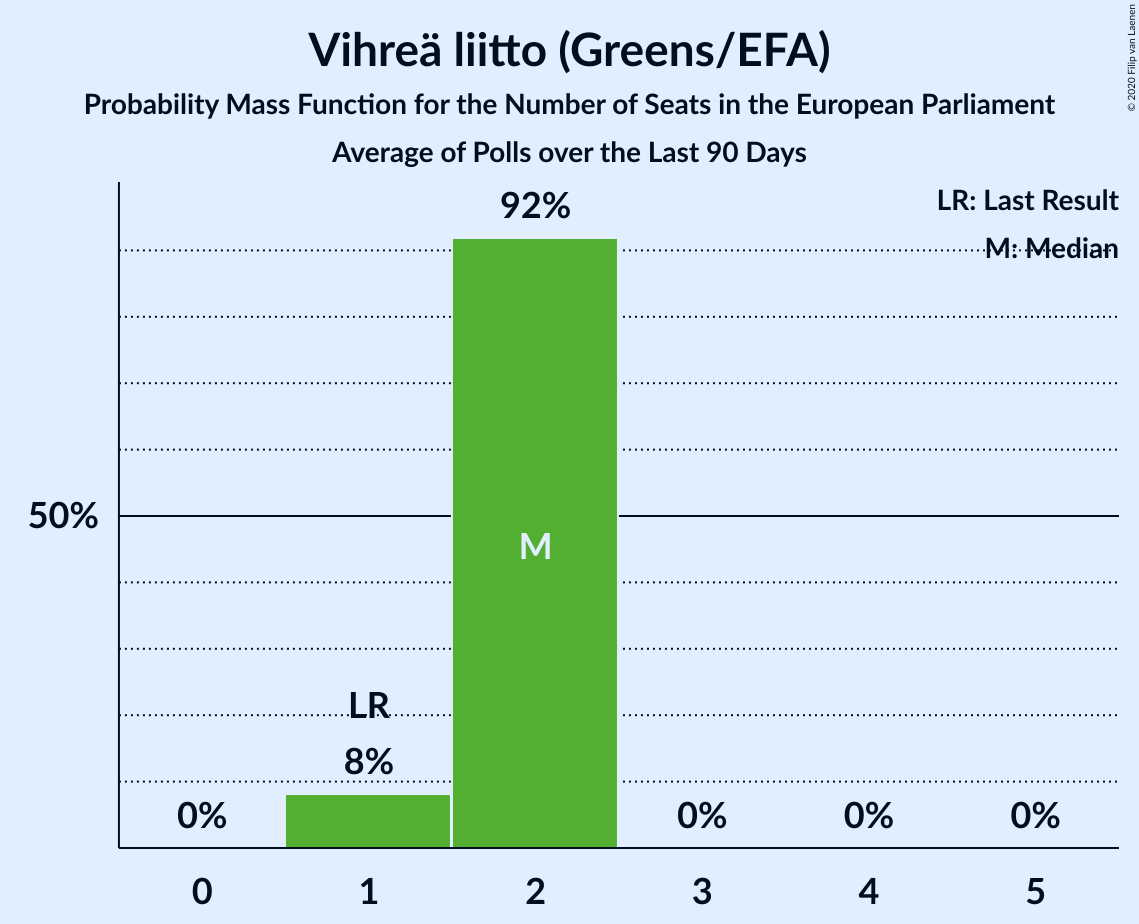 Vihreä liitto (Greens/EFA)
Probability Mass Function for the Number of Seats in the European Parliament
Average of Polls over the Last 90 Days
© 2020 Filip van Laenen
LR: Last Result
M: Median
92%
50%
M
LR
8%
0%
0%
0%
0%
0 1 2 3 4 5